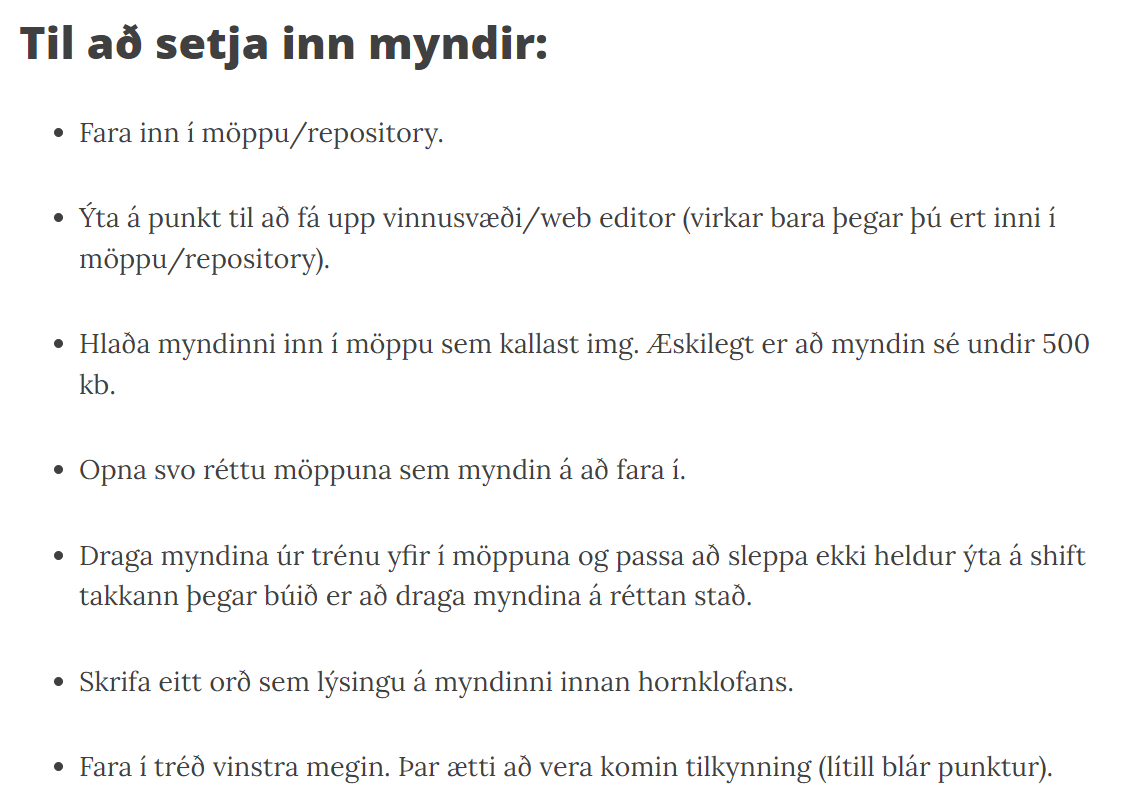 Til að setja inn myndir:
• Fara inn í möppu/repository.
• Ýta á punkt til að fá upp vinnusvæði/web editor (virkar bara þegar þú ert inni í
möppu/repository).
• Hlaða myndinni inn í möppu sem kallast img. Æskilegt er að myndin sé undir 500
kb.
• Opna svo réttu möppuna sem myndin á að fara í.
• Draga myndina úr trénu yfir í möppuna og passa að sleppa ekki heldur ýta á shift
takkann þegar búið er að draga myndina á réttan stað.
• Skrifa eitt orð sem lýsingu á myndinni innan hornklofans.
• Fara í tréð vinstra megin. Þar ætti að vera komin tilkynning (lítill blár punktur).